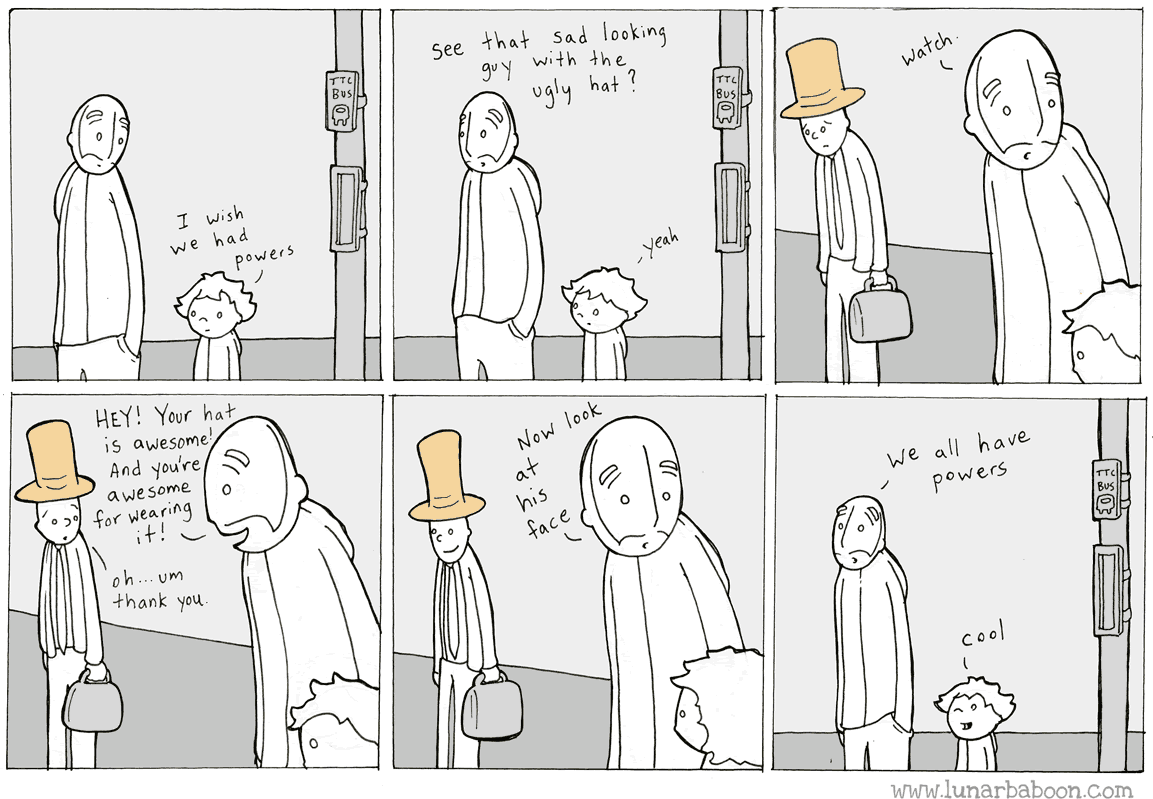 I wish
we had
powers
TTC
BUS
see that sad looking
guy with the
ugly hat?
yeah
TTC
BUS
watch.
HEY! Your hat
is awesome!
And you're
awesome
for wearing
it!
oh...um
thank you.
Now look
at
his
face
We all have
powers
cool
TTC
BUS
www.lunarbaboon.com